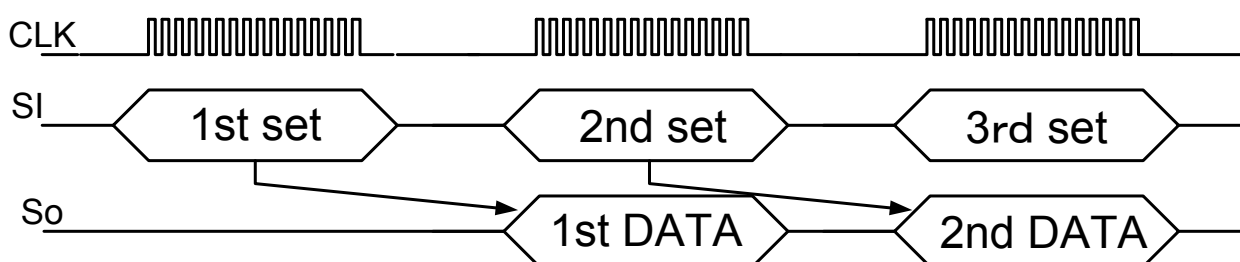 CLK
SI
1st set
2nd set
3rd set
So
1st DATA
2nd DATA